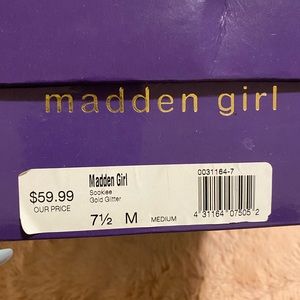 madden girl
Madden Girl
Sookiee
Gold Glitter
$59.99
OUR PRICE
7½ M MEDIUM
0031164-7
4 31164 07505 2